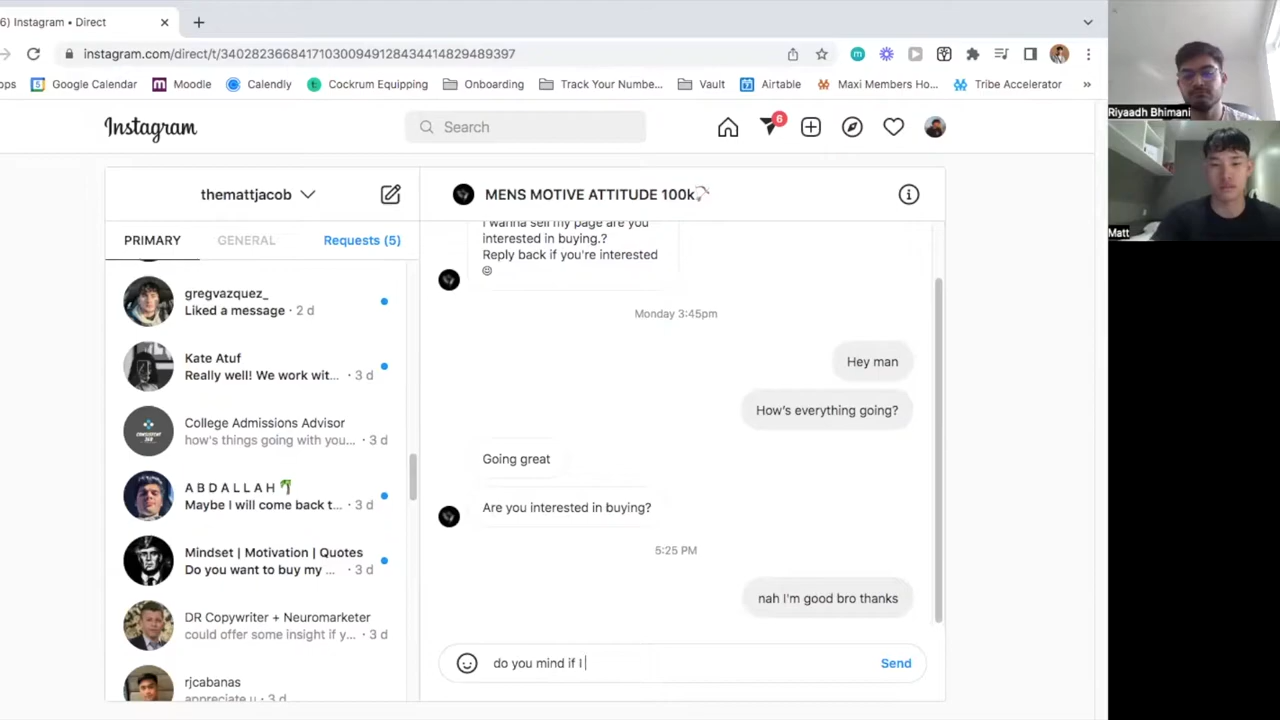 6) Instagram • Direct
instagram.com/direct/t/340282366841710300949128434414829489397
ops
Google Calendar
Moodle
Calendly
Cockrum Equipping
Onboarding
Track Your Numbe...
Vault
Airtable
Maxi Members Ho...
Tribe Accelerator
»
Instagram
Search
6
themattjacob
PRIMARY
GENERAL
Requests (5)
gregvazquez_
Liked a message · 2 d
Kate Atuf
Really well! We work wit... · 3 d
College Admissions Advisor
how's things going with you... · 3 d
A B D A L L A H
Maybe I will come back t... · 3 d
Mindset | Motivation | Quotes
Do you want to buy my ... · 3 d
DR Copywriter + Neuromarketer
could offer some insight if y... · 3 d
rjcabanas
appreciate u · 3 d
MENS MOTIVE ATTITUDE 100k
I wanna sell my page are you
interested in buying.?
Reply back if you're interested
Monday 3:45pm
Hey man
How's everything going?
Going great
Are you interested in buying?
5:25 PM
nah I'm good bro thanks
do you mind if I
Send
Riyaadh Bhimani
Matt